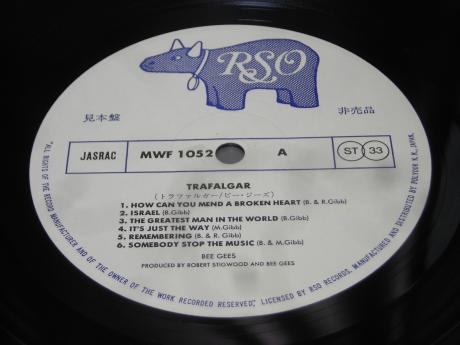 RSO
見本盤
非売品
JASRAC
MWF 1052
A
ST 33
TRAFALGAR
(トラファルガー/ビー・ジーズ)
1. HOW CAN YOU MEND A BROKEN HEART (B. & R.Gibb)
2. ISRAEL (B.Gibb)
3. THE GREATEST MAN IN THE WORLD (B.Gibb)
4. IT'S JUST THE WAY (M.Gibb)
5. REMEMBERING (B. & R.Gibb)
6. SOMEBODY STOP THE MUSIC (B. & M.Gibb)
BEE GEES
PRODUCED BY ROBERT STIGWOOD AND BEE GEES
"ALL RIGHTS OF THE RECORD MANUFACTURER AND OF THE OWNER OF THE WORK RECORDED RESERVED", LICENSED BY RSO RECORDS. MANUFACTURED AND DISTRIBUTED BY POLYDOR K.K., JAPAN.